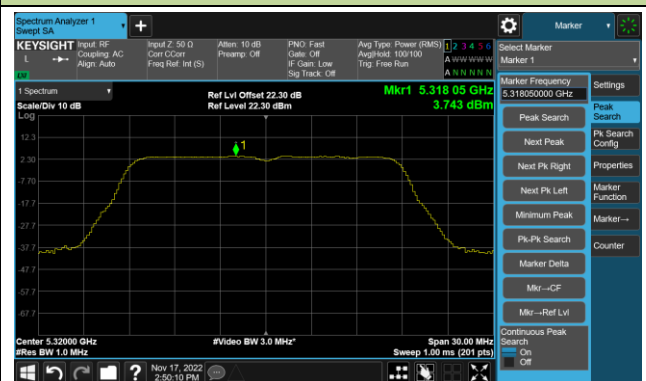 Spectrum Analyzer 1
Swept SA
+
Marker
KEYSIGHT
L
Input: RF
Coupling: AC
Align: Auto
Input Z: 50 Ω
Corr CCorr
Freq Ref: Int (S)
Atten: 10 dB
Preamp: Off
PNO: Fast
Gate: Off
IF Gain: Low
Sig Track: Off
Avg Type: Power (RMS)
Avg|Hold: 100/100
Trig: Free Run
1 2 3 4 5 6
A W W W W W
A N N N N N
Select Marker
Marker 1
1 Spectrum
Scale/Div 10 dB
Log
Ref Lvl Offset 22.30 dB
Ref Level 22.30 dBm
Mkr1 5.318 05 GHz
3.743 dBm
12.3
2.30
-7.70
-17.7
-27.7
-37.7
-47.7
-57.7
-67.7
1
Center 5.32000 GHz
#Res BW 1.0 MHz
#Video BW 3.0 MHz*
Span 30.00 MHz
Sweep 1.00 ms (201 pts)
Marker Frequency
5.318050000 GHz
Peak Search
Next Peak
Next Pk Right
Next Pk Left
Minimum Peak
Pk-Pk Search
Marker Delta
Mkr→CF
Mkr→Ref Lvl
Continuous Peak
Search
On
Off
Settings
Peak
Search
Pk Search
Config
Properties
Marker
Function
Marker→
Counter
?
Nov 17, 2022
2:50:10 PM